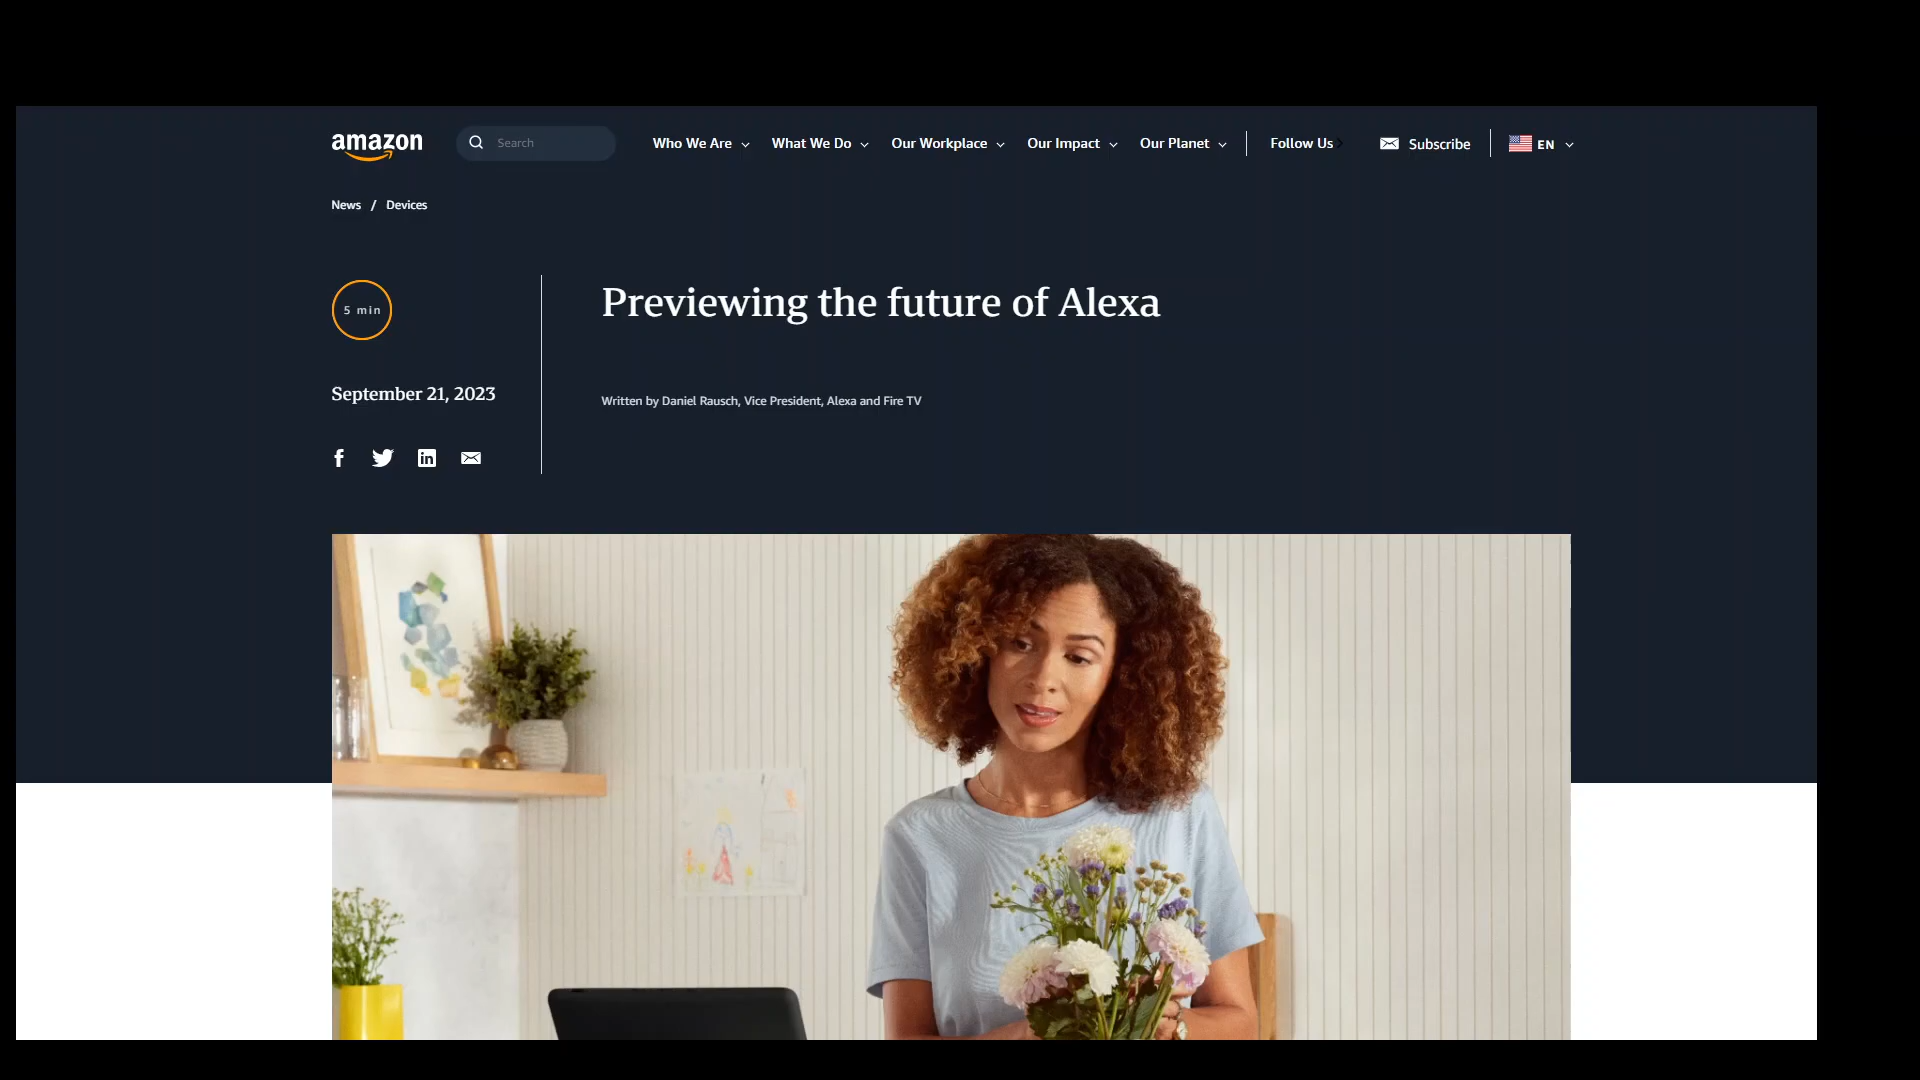 amazon
Search
Who We Are
What We Do
Our Workplace
Our Impact
Our Planet
Follow Us
Subscribe
EN
News / Devices
5 min
Previewing the future of Alexa
September 21, 2023
Written by Daniel Rausch, Vice President, Alexa and Fire TV